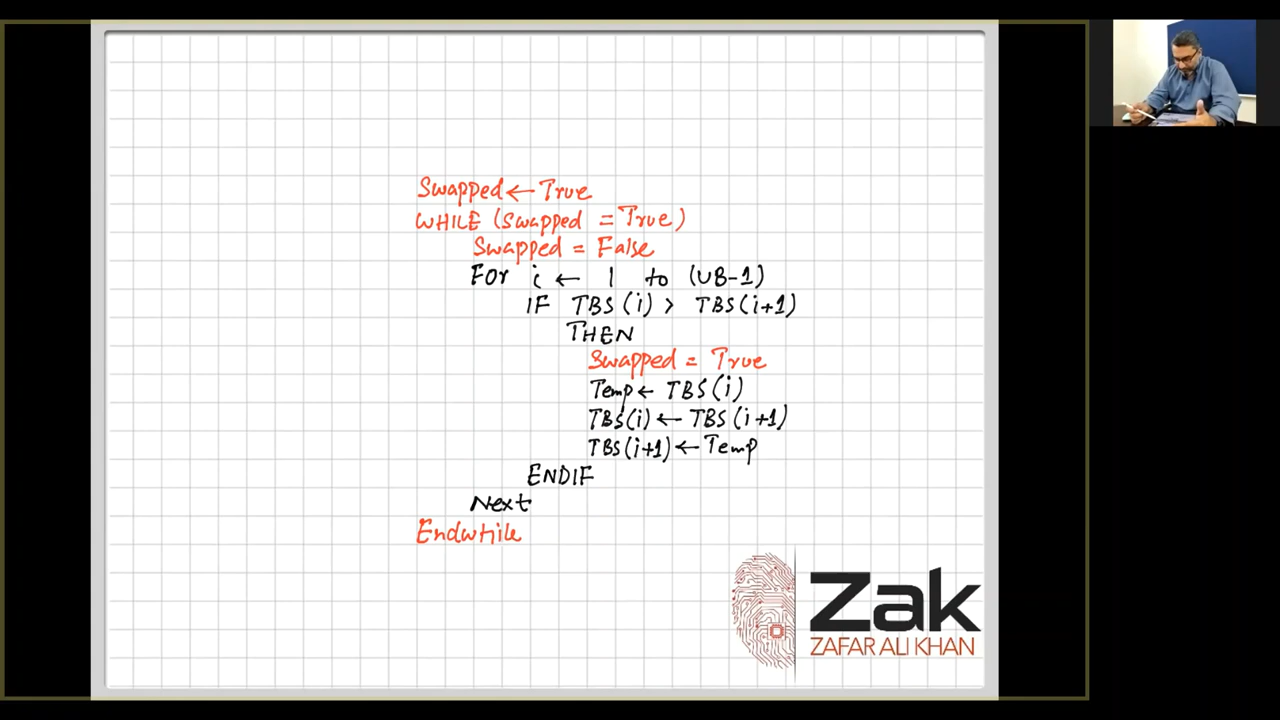 Swapped ← True
WHILE (Swapped = True)
Swapped = False
For i ← 1 to (UB-1)
IF TBS(i) > TBS(i+1)
THEN
Swapped = True
Temp ← TBS(i)
TBS(i) ← TBS(i+1)
TBS(i+1) ← Temp
ENDIF
Next
Endwhile
Zak
ZAFAR ALI KHAN